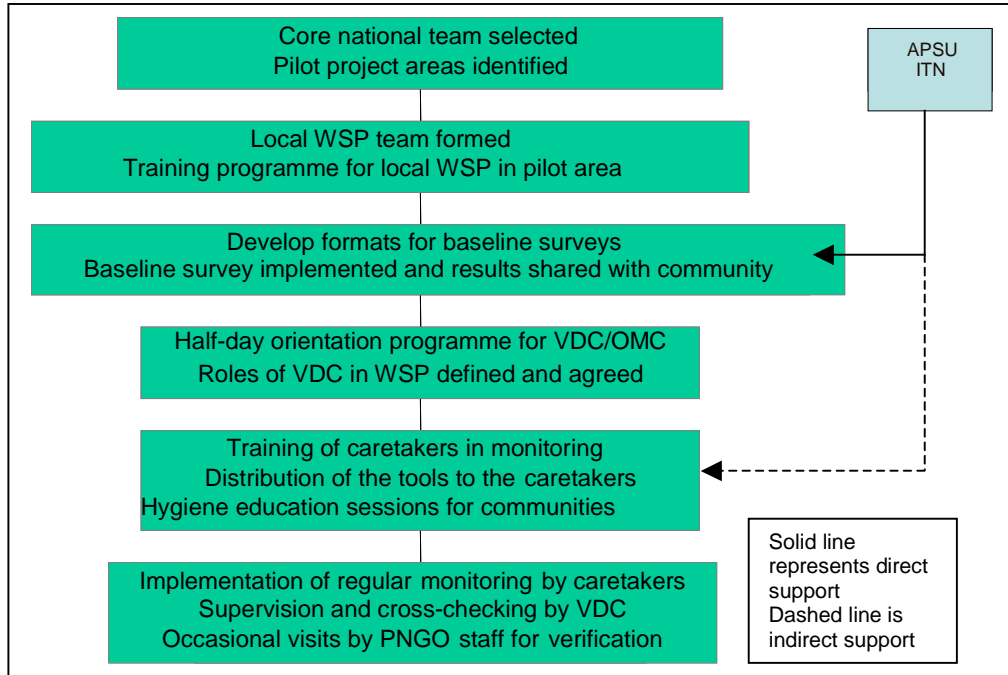 Core national team selected
Pilot project areas identified
APSU
ITN
Local WSP team formed
Training programme for local WSP in pilot area
Develop formats for baseline surveys
Baseline survey implemented and results shared with community
Half-day orientation programme for VDC/OMC
Roles of VDC in WSP defined and agreed
Training of caretakers in monitoring
Distribution of the tools to the caretakers
Hygiene education sessions for communities
Implementation of regular monitoring by caretakers
Supervision and cross-checking by VDC
Occasional visits by PNGO staff for verification
Solid line
represents direct
support
Dashed line is
indirect support